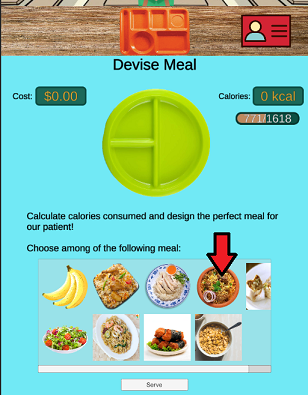 Devise Meal
Cost: $0.00 Calories: 0 kcal
771/1618
Calculate calories consumed and design the perfect meal for
our patient!
Choose among of the following meal:
Serve